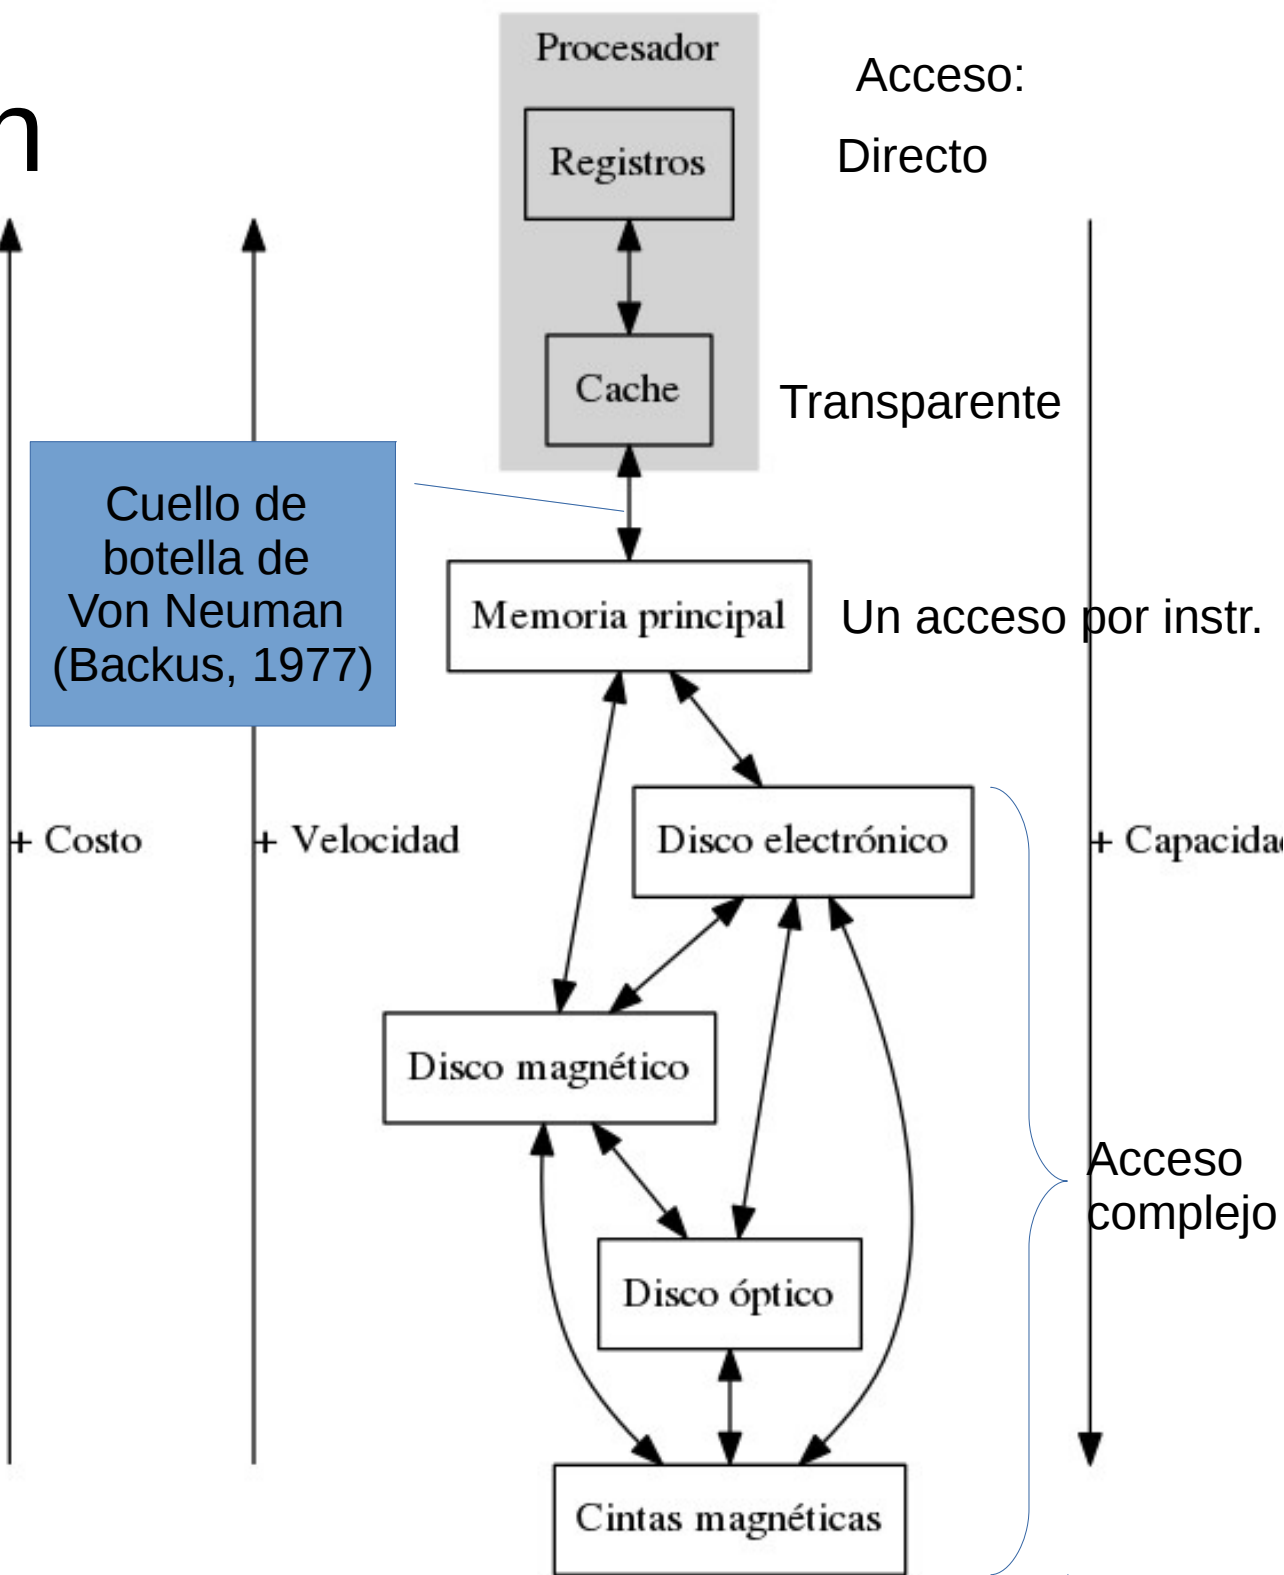 n
Procesador
Acceso:
Registros
Directo
Cache
Transparente
Cuello de
botella de
Von Neuman
(Backus, 1977)
Memoria principal
Un acceso por instr.
+ Costo
+ Velocidad
Disco electrónico
+ Capacidad
Disco magnético
Acceso
complejo
Disco óptico
Cintas magnéticas